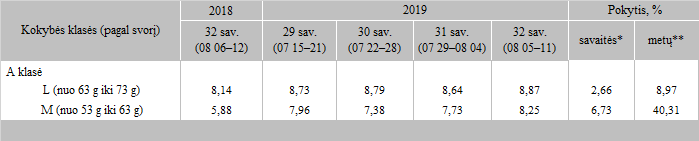 Kokybės klasės (pagal svorį) 2018 2019 Pokytis, %
32 sav. (08 06–12) 29 sav. (07 15–21) 30 sav. (07 22–28) 31 sav. (07 29–08 04) 32 sav. (08 05–11) savaitės* metų**
A klasė
L (nuo 63 g iki 73 g) 8,14 8,73 8,79 8,64 8,87 2,66 8,97
M (nuo 53 g iki 63 g) 5,88 7,96 7,38 7,73 8,25 6,73 40,31